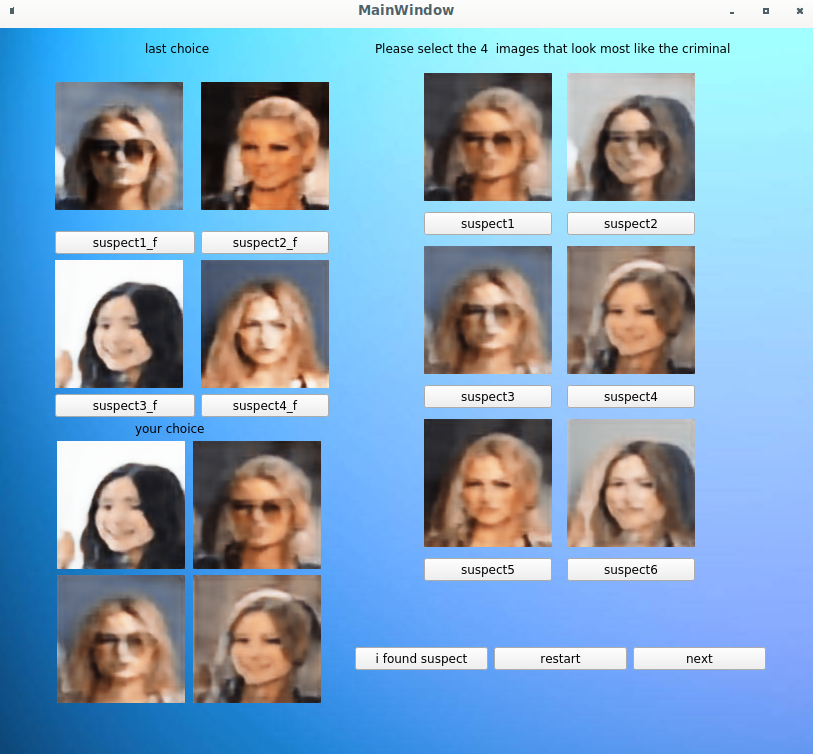 MainWindow
last choice
Please select the 4  images that look most like the criminal
suspect1_f
suspect2_f
suspect3_f
suspect4_f
your choice
suspect1
suspect2
suspect3
suspect4
suspect5
suspect6
i found suspect
restart
next